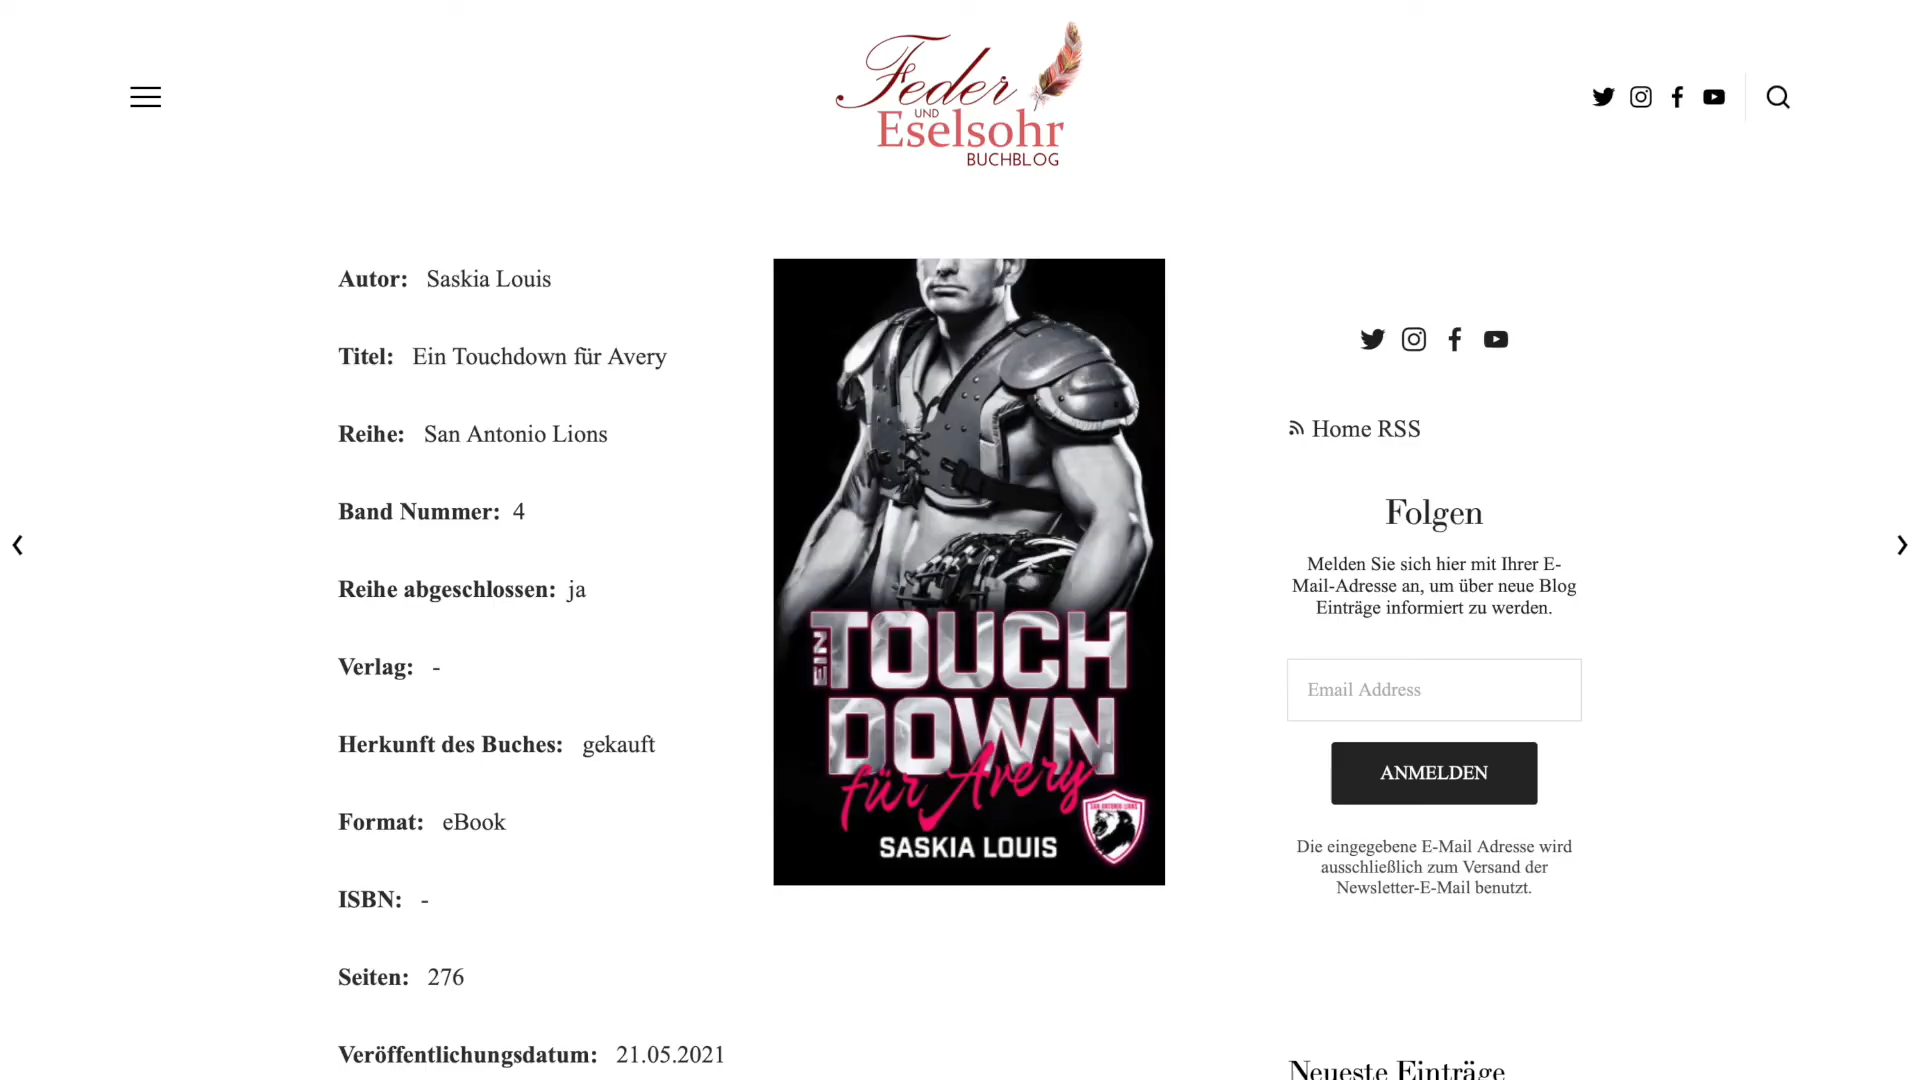 Feder
UND
Eselsohr
BUCHBLOG
Autor: Saskia Louis
Titel: Ein Touchdown für Avery
Reihe: San Antonio Lions
Band Nummer: 4
Reihe abgeschlossen: ja
Verlag: -
Herkunft des Buches: gekauft
Format: eBook
ISBN: -
Seiten: 276
Veröffentlichungsdatum: 21.05.2021
EIN
TOUCH
DOWN
für Avery
SAN ANTONIO LIONS
SASKIA LOUIS
Home RSS
Folgen
Melden Sie sich hier mit Ihrer E-
Mail-Adresse an, um über neue Blog
Einträge informiert zu werden.
Email Address
ANMELDEN
Die eingegebene E-Mail Adresse wird
ausschließlich zum Versand der
Newsletter-E-Mail benutzt.
Neueste Einträge